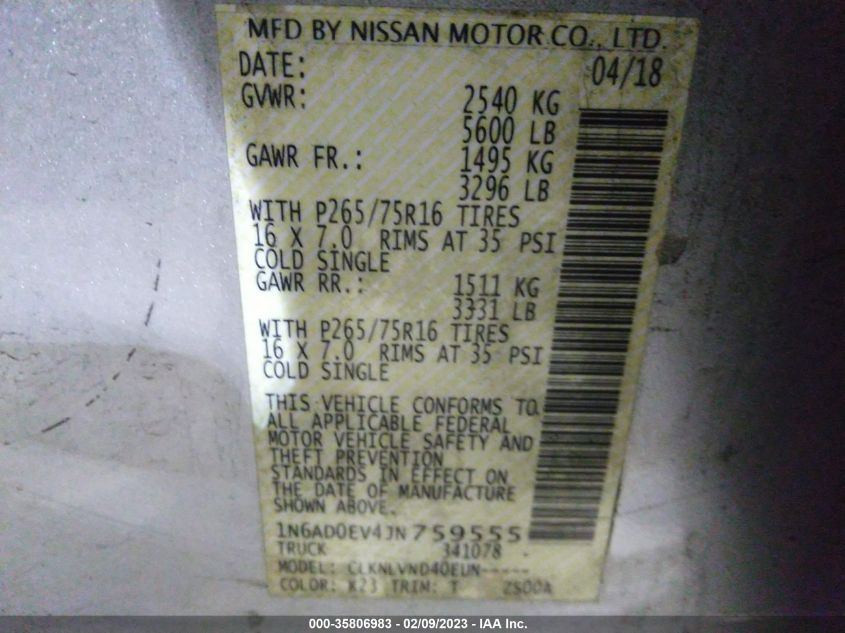 MFD BY NISSAN MOTOR CO., LTD.
DATE: 04/18
GVWR: 2540 KG
5600 LB
GAWR FR.: 1495 KG
3296 LB
WITH P265/75R16 TIRES
16 X 7.0 RIMS AT 35 PSI
COLD SINGLE
GAWR RR.: 1511 KG
3331 LB
WITH P265/75R16 TIRES
16 X 7.0 RIMS AT 35 PSI
COLD SINGLE
THIS VEHICLE CONFORMS TO
ALL APPLICABLE FEDERAL
MOTOR VEHICLE SAFETY AND
THEFT PREVENTION
STANDARDS IN EFFECT ON
THE DATE OF MANUFACTURE
SHOWN ABOVE.
1N6AD0EV4JN759555
TRUCK 341078
MODEL: CLKNLVND40EUN-----
COLOR: K23 TRIM: T 2S00A
000-35806983 - 02/09/2023 - IAA Inc.